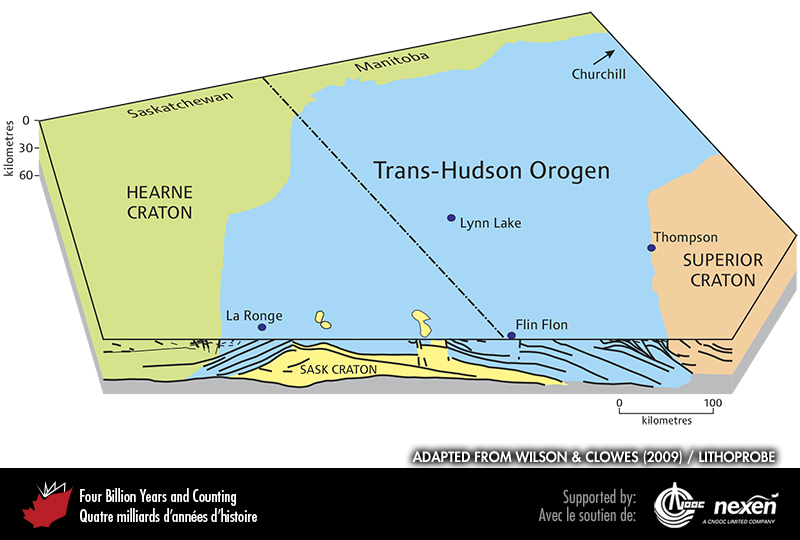 Manitoba
Churchill
Saskatchewan
0
30
60
kilometres
Trans-Hudson Orogen
HEARNE
CRATON
Lynn Lake
Thompson
SUPERIOR
CRATON
La Ronge
Flin Flon
SASK CRATON
0 100
kilometres
ADAPTED FROM WILSON & CLOWES (2009) / LITHOPROBE
Four Billion Years and Counting
Quatre milliards d'années d'histoire
Supported by:
Avec le soutien de:
CNOOC
nexen
A CNOOC LIMITED COMPANY